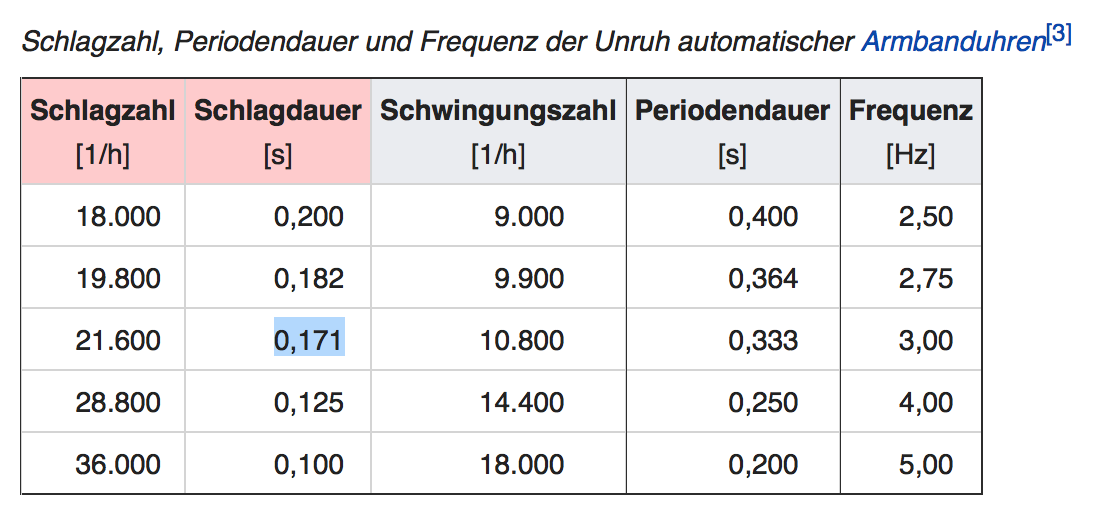 Schlagzahl, Periodendauer und Frequenz der Unruh automatischer Armbanduhren[3]
Schlagzahl Schlagdauer Schwingungszahl Periodendauer Frequenz
[1/h] [s] [1/h] [s] [Hz]
18.000 0,200 9.000 0,400 2,50
19.800 0,182 9.900 0,364 2,75
21.600 0,171 10.800 0,333 3,00
28.800 0,125 14.400 0,250 4,00
36.000 0,100 18.000 0,200 5,00